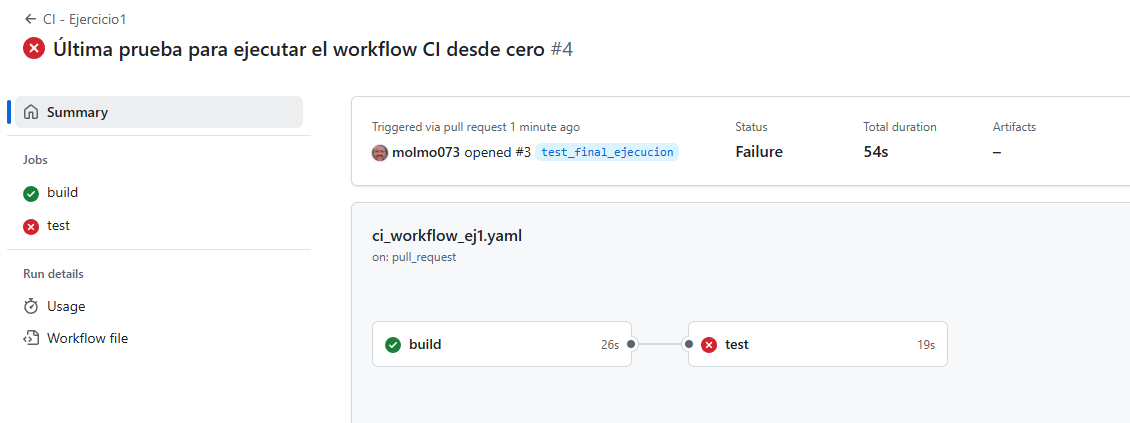 ← CI - Ejercicio1
Última prueba para ejecutar el workflow CI desde cero #4
Summary
Jobs
build
test
Run details
Usage
Workflow file
Triggered via pull request 1 minute ago
molmo073 opened #3 test_final_ejecucion
Status
Failure
Total duration
54s
Artifacts
–
ci_workflow_ej1.yaml
on: pull_request
build 26s
test 19s